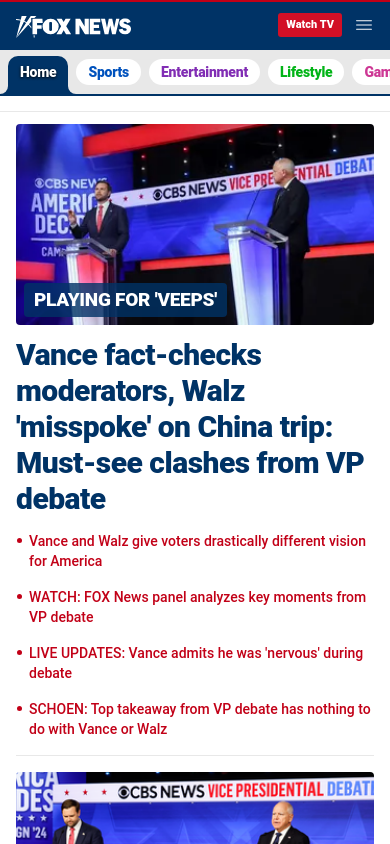 FOX NEWS
Watch TV
Home
Sports
Entertainment
Lifestyle
Gam
CBS NEWS
AMERI
DEC
CBS NEWS VICE PRESIDENTIAL DEBAT
PLAYING FOR 'VEEPS'
Vance fact-checks
moderators, Walz
'misspoke' on China trip:
Must-see clashes from VP
debate
• Vance and Walz give voters drastically different vision
for America
• WATCH: FOX News panel analyzes key moments from
VP debate
• LIVE UPDATES: Vance admits he was 'nervous' during
debate
• SCHOEN: Top takeaway from VP debate has nothing to
do with Vance or Walz
RICA
DES
GN '24
CBS NEWS VICE PRESIDENTIAL DEBATE